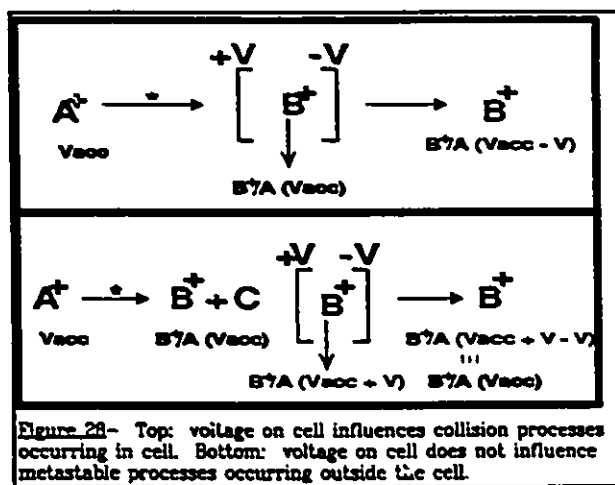 +V -V
A⁺ * [ B⁺ ] B⁺
Vacc B⁺/A (Vacc - V)
B⁺/A (Vacc)
+V -V
A⁺ * B⁺ + C [ B⁺ ] B⁺
Vacc B⁺/A (Vacc) B⁺/A (Vacc + V - V)
B⁺/A (Vacc + V) B⁺/A (Vacc)
Figure 28- Top: voltage on cell influences collision processes
occurring in cell. Bottom: voltage on cell does not influence
metastable processes occurring outside the cell.